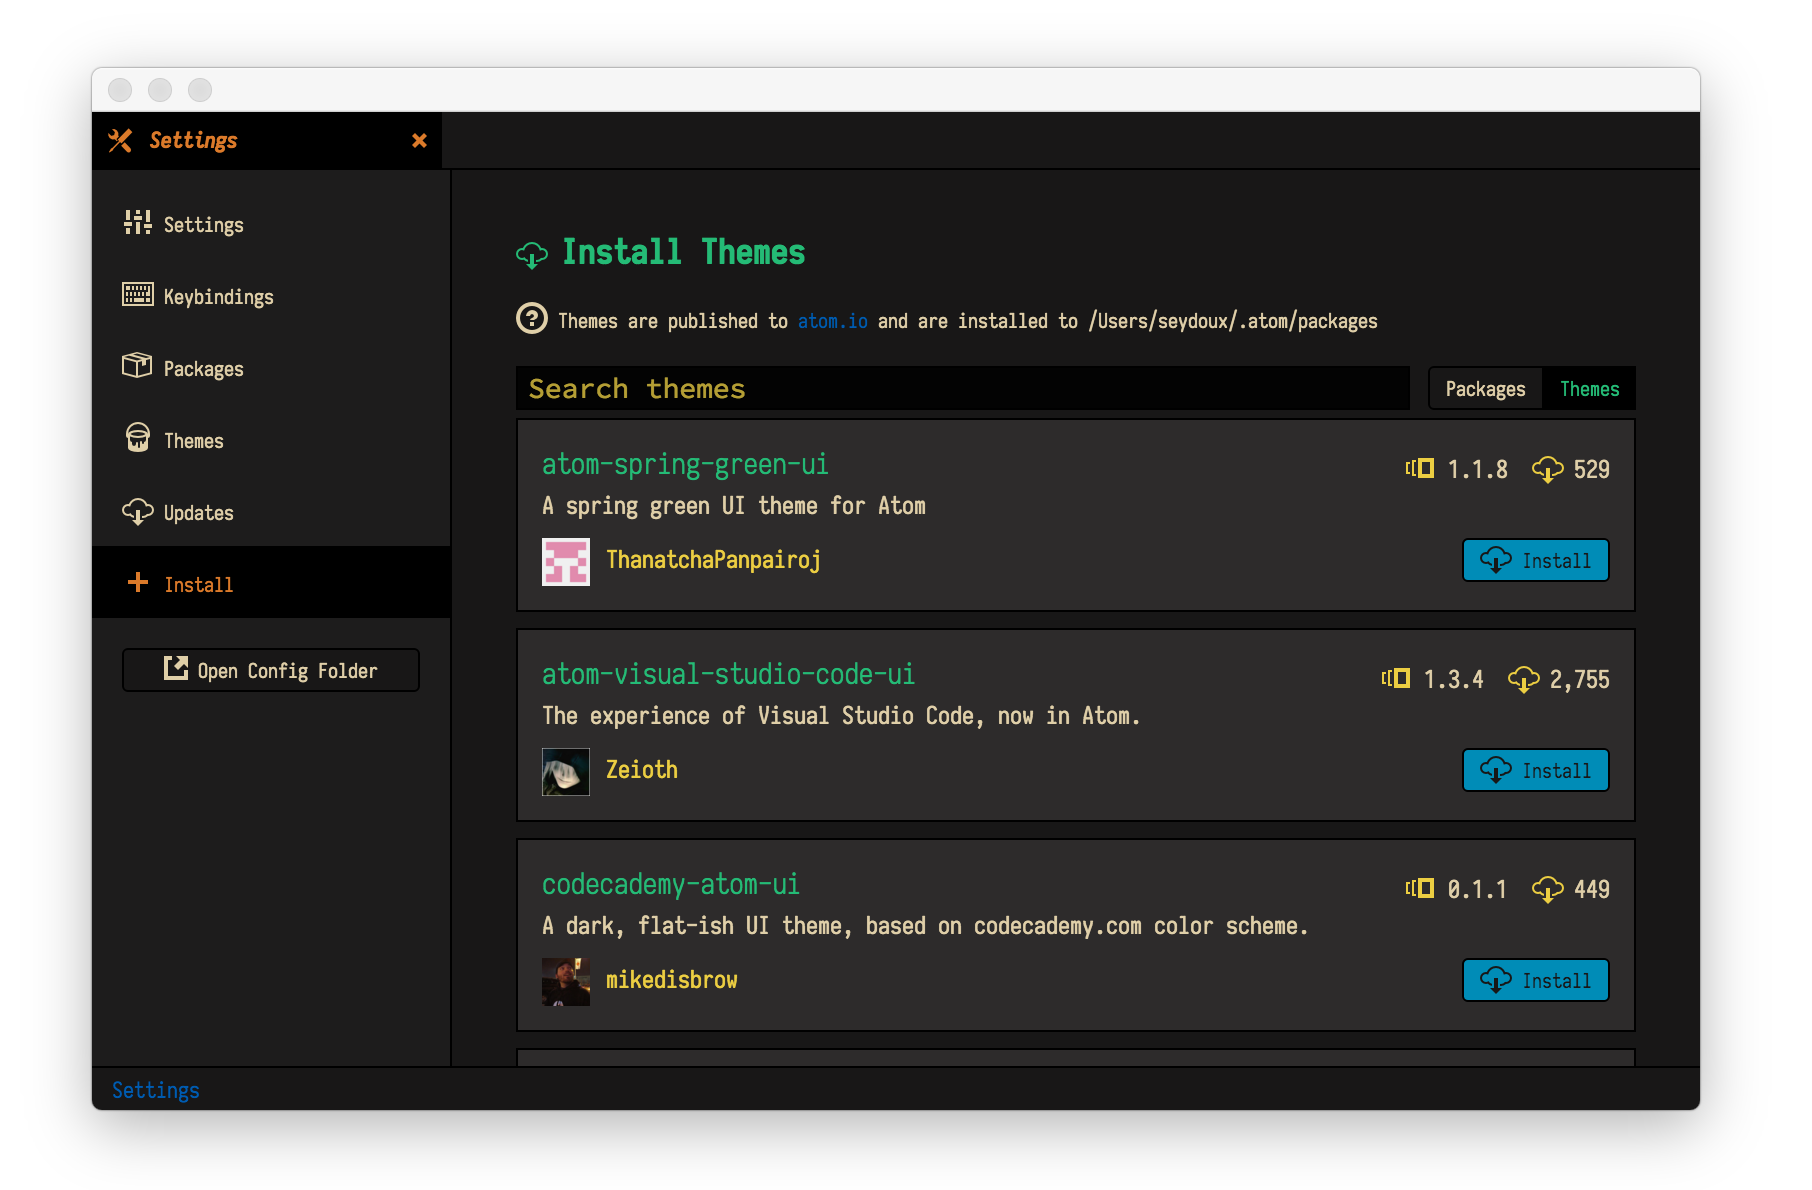 Settings
Settings
Keybindings
Packages
Themes
Updates
Install
Open Config Folder
Install Themes
Themes are published to atom.io and are installed to /Users/seydoux/.atom/packages
Search themes
Packages Themes
atom-spring-green-ui 1.1.8 529
A spring green UI theme for Atom
ThanatchaPanpairoj Install
atom-visual-studio-code-ui 1.3.4 2,755
The experience of Visual Studio Code, now in Atom.
Zeioth Install
codecademy-atom-ui 0.1.1 449
A dark, flat-ish UI theme, based on codecademy.com color scheme.
mikedisbrow Install
Settings